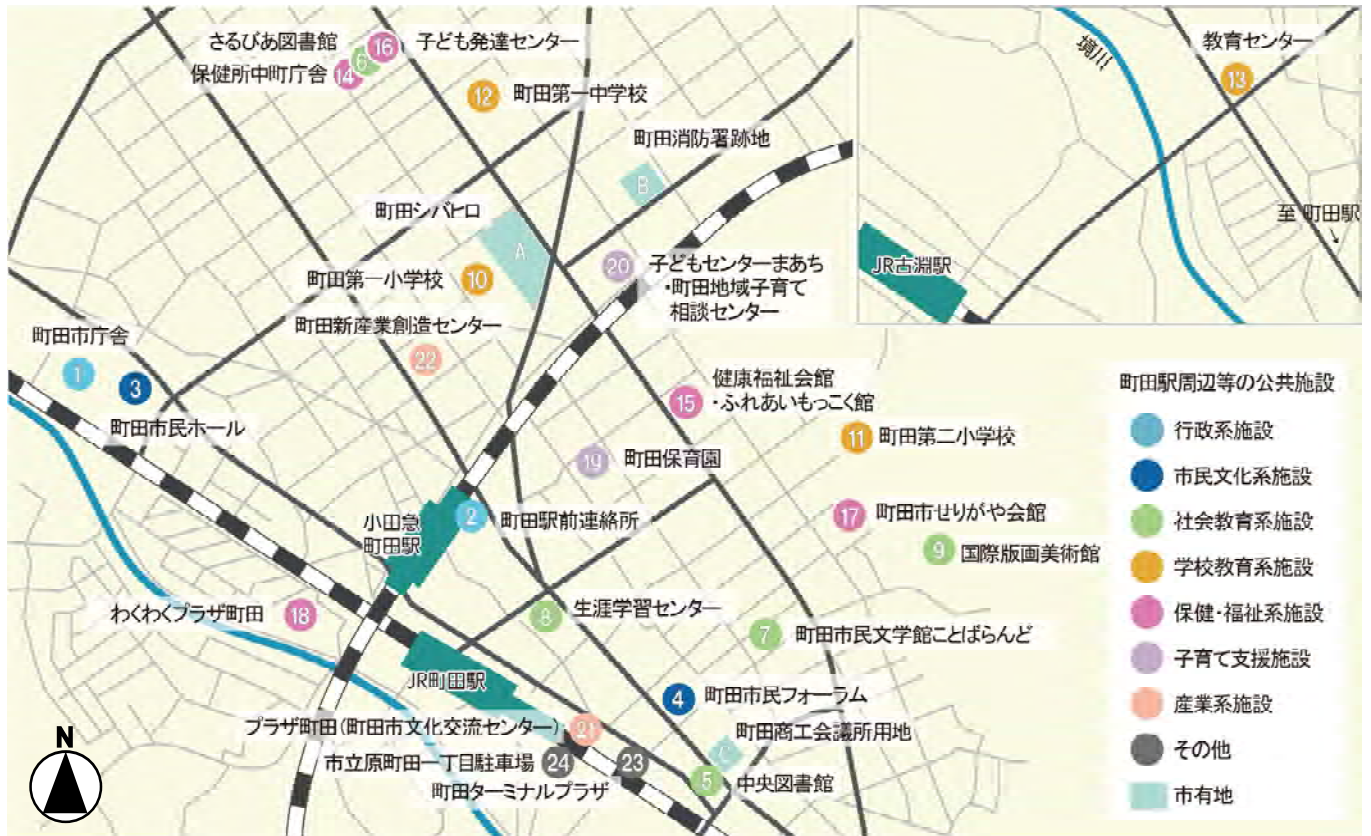 さるびあ図書館
6
16
子ども発達センター
保健所中町庁舎
14
12
町田第一中学校
町田消防署跡地
B
町田シバヒロ
A
町田第一小学校
10
20
子どもセンターまあち
・町田地域子育て
相談センター
町田新産業創造センター
22
町田市庁舎
1
3
町田市民ホール
健康福祉会館
・ふれあいもっこく館
15
11
町田第二小学校
19
町田保育園
小田急
町田駅
2
町田駅前連絡所
17
町田市せりがや会館
9
国際版画美術館
わくわくプラザ町田
18
8
生涯学習センター
7
町田市民文学館ことばらんど
JR町田駅
4
町田市民フォーラム
プラザ町田(町田市文化交流センター)
21
町田商工会議所用地
C
市立原町田一丁目駐車場
24
23
町田ターミナルプラザ
5
中央図書館
N
境川
教育センター
13
至 町田駅
JR古淵駅
町田駅周辺等の公共施設
行政系施設
市民文化系施設
社会教育系施設
学校教育系施設
保健・福祉系施設
子育て支援施設
産業系施設
その他
市有地